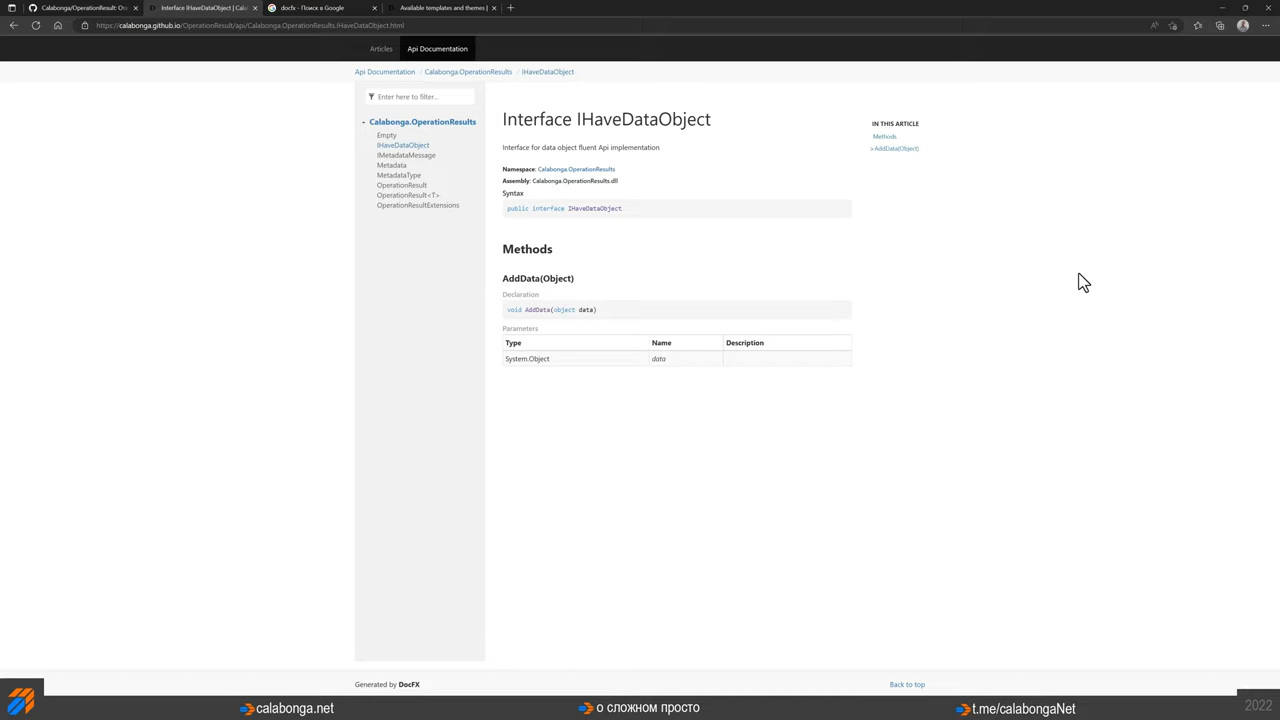 Calabonga/OperationResult: Ope
Interface IHaveDataObject | Cala
docfx - Поиск в Google
Available templates and themes |
https://calabonga.github.io/OperationResult/api/Calabonga.OperationResults.IHaveDataObject.html
Articles
Api Documentation
Api Documentation / Calabonga.OperationResults / IHaveDataObject
Enter here to filter...
Calabonga.OperationResults
Empty
IHaveDataObject
IMetadataMessage
Metadata
MetadataType
OperationResult
OperationResult<T>
OperationResultExtensions
Interface IHaveDataObject
Interface for data object fluent Api implementation
Namespace: Calabonga.OperationResults
Assembly: Calabonga.OperationResults.dll
Syntax
public interface IHaveDataObject
Methods
AddData(Object)
Declaration
void AddData(object data)
Parameters
Type Name Description
System.Object data
IN THIS ARTICLE
Methods
> AddData(Object)
Generated by DocFX
Back to top
calabonga.net
о сложном просто
t.me/calabongaNet
2022